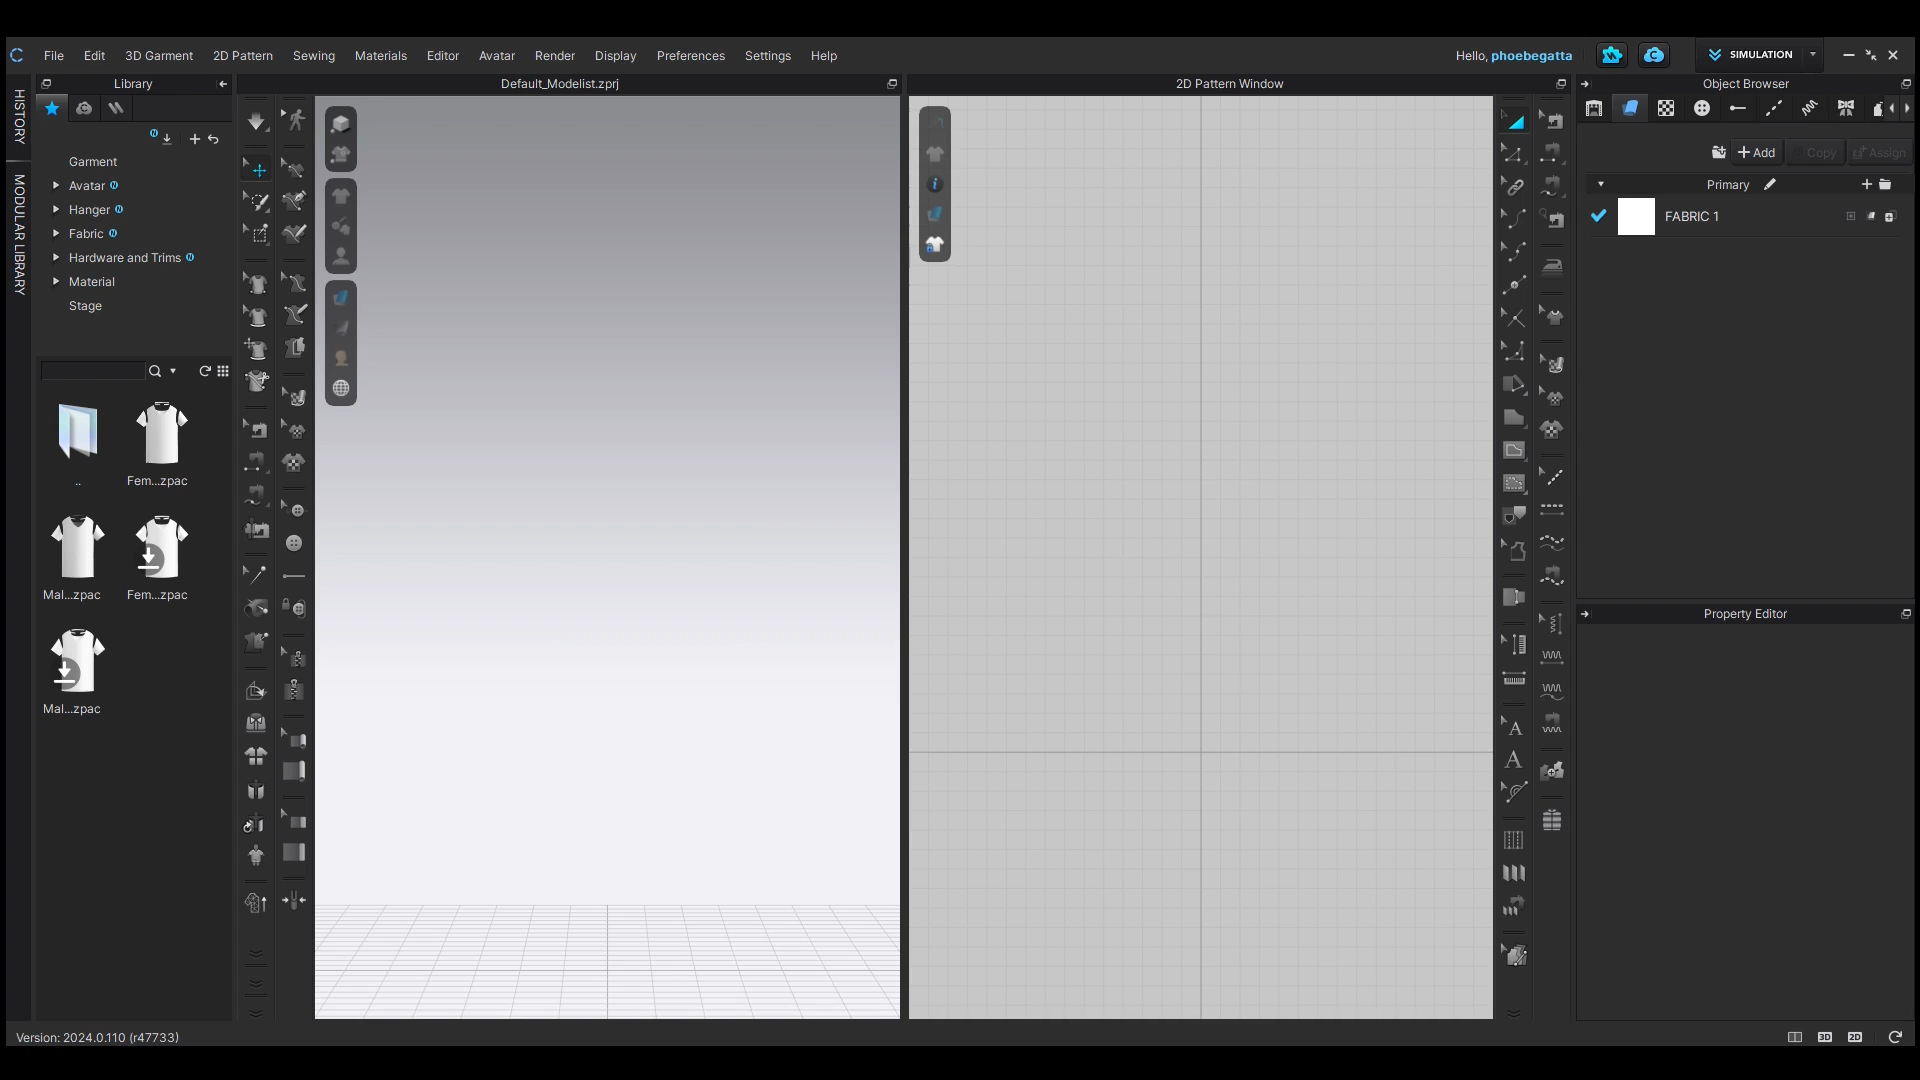 File Edit 3D Garment 2D Pattern Sewing Materials Editor Avatar Render Display Preferences Settings Help
Hello, phoebegatta
SIMULATION
HISTORY
MODULAR LIBRARY
Library
Default_Modelist.zprj
2D Pattern Window
Object Browser
Garment
Avatar N
Hanger N
Fabric N
Hardware and Trims N
Material
Stage
..
Fem...zpac
Mal...zpac
Fem...zpac
Mal...zpac
+ Add
Copy
Assign
Primary
FABRIC 1
Property Editor
A
A
Version: 2024.0.110 (r47733)
3D
2D